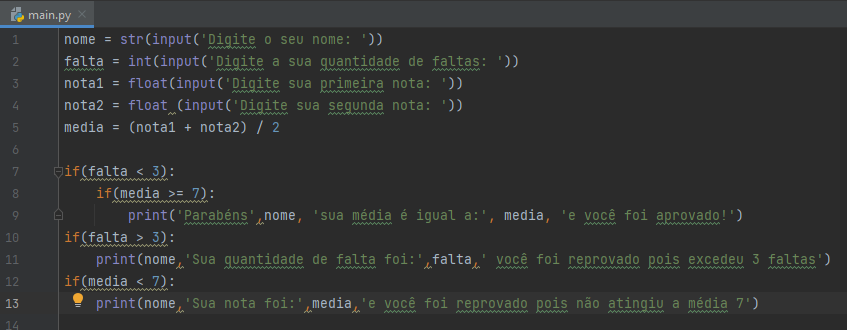 main.py
1 nome = str(input('Digite o seu nome: '))
2 falta = int(input('Digite a sua quantidade de faltas: '))
3 nota1 = float(input('Digite sua primeira nota: '))
4 nota2 = float (input('Digite sua segunda nota: '))
5 media = (nota1 + nota2) / 2
6
7 if(falta < 3):
8 if(media >= 7):
9 print('Parabéns',nome, 'sua média é igual a:', media, 'e você foi aprovado!')
10 if(falta > 3):
11 print(nome,'Sua quantidade de falta foi:',falta,' você foi reprovado pois excedeu 3 faltas')
12 if(media < 7):
13 print(nome,'Sua nota foi:',media,'e você foi reprovado pois não atingiu a média 7')
14